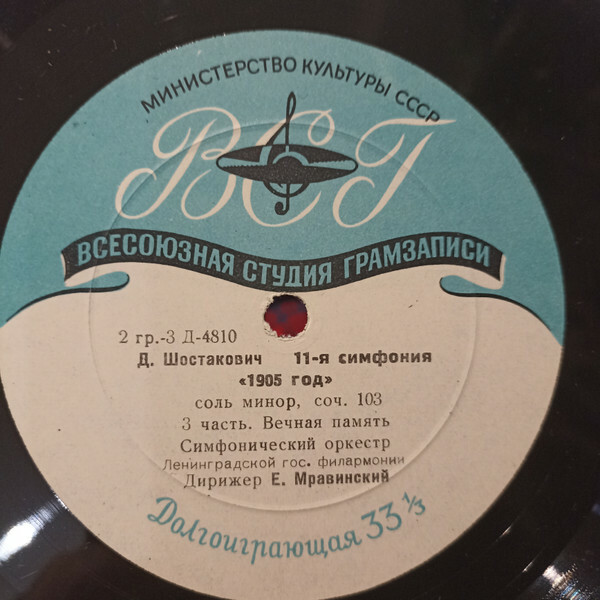 МИНИСТЕРСТВО КУЛЬТУРЫ СССР
ВСГ
ВСЕСОЮЗНАЯ СТУДИЯ ГРАМЗАПИСИ
2 гр.-3 Д-4810
Д. Шостакович 11-я симфония
«1905 год»
соль минор, соч. 103
3 часть. Вечная память
Симфонический оркестр
Ленинградской гос. филармонии
Дирижер Е. Мравинский
Долгоиграющая 33 ⅓